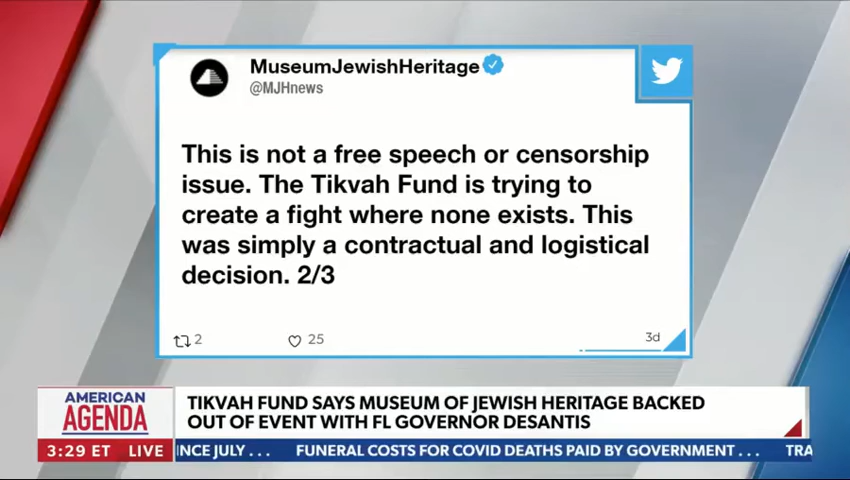 MuseumJewishHeritage
@MJHnews
This is not a free speech or censorship
issue. The Tikvah Fund is trying to
create a fight where none exists. This
was simply a contractual and logistical
decision. 2/3
2 25 3d
AMERICAN
AGENDA
TIKVAH FUND SAYS MUSEUM OF JEWISH HERITAGE BACKED
OUT OF EVENT WITH FL GOVERNOR DESANTIS
3:29 ET LIVE INCE JULY . . . FUNERAL COSTS FOR COVID DEATHS PAID BY GOVERNMENT . . . TRA